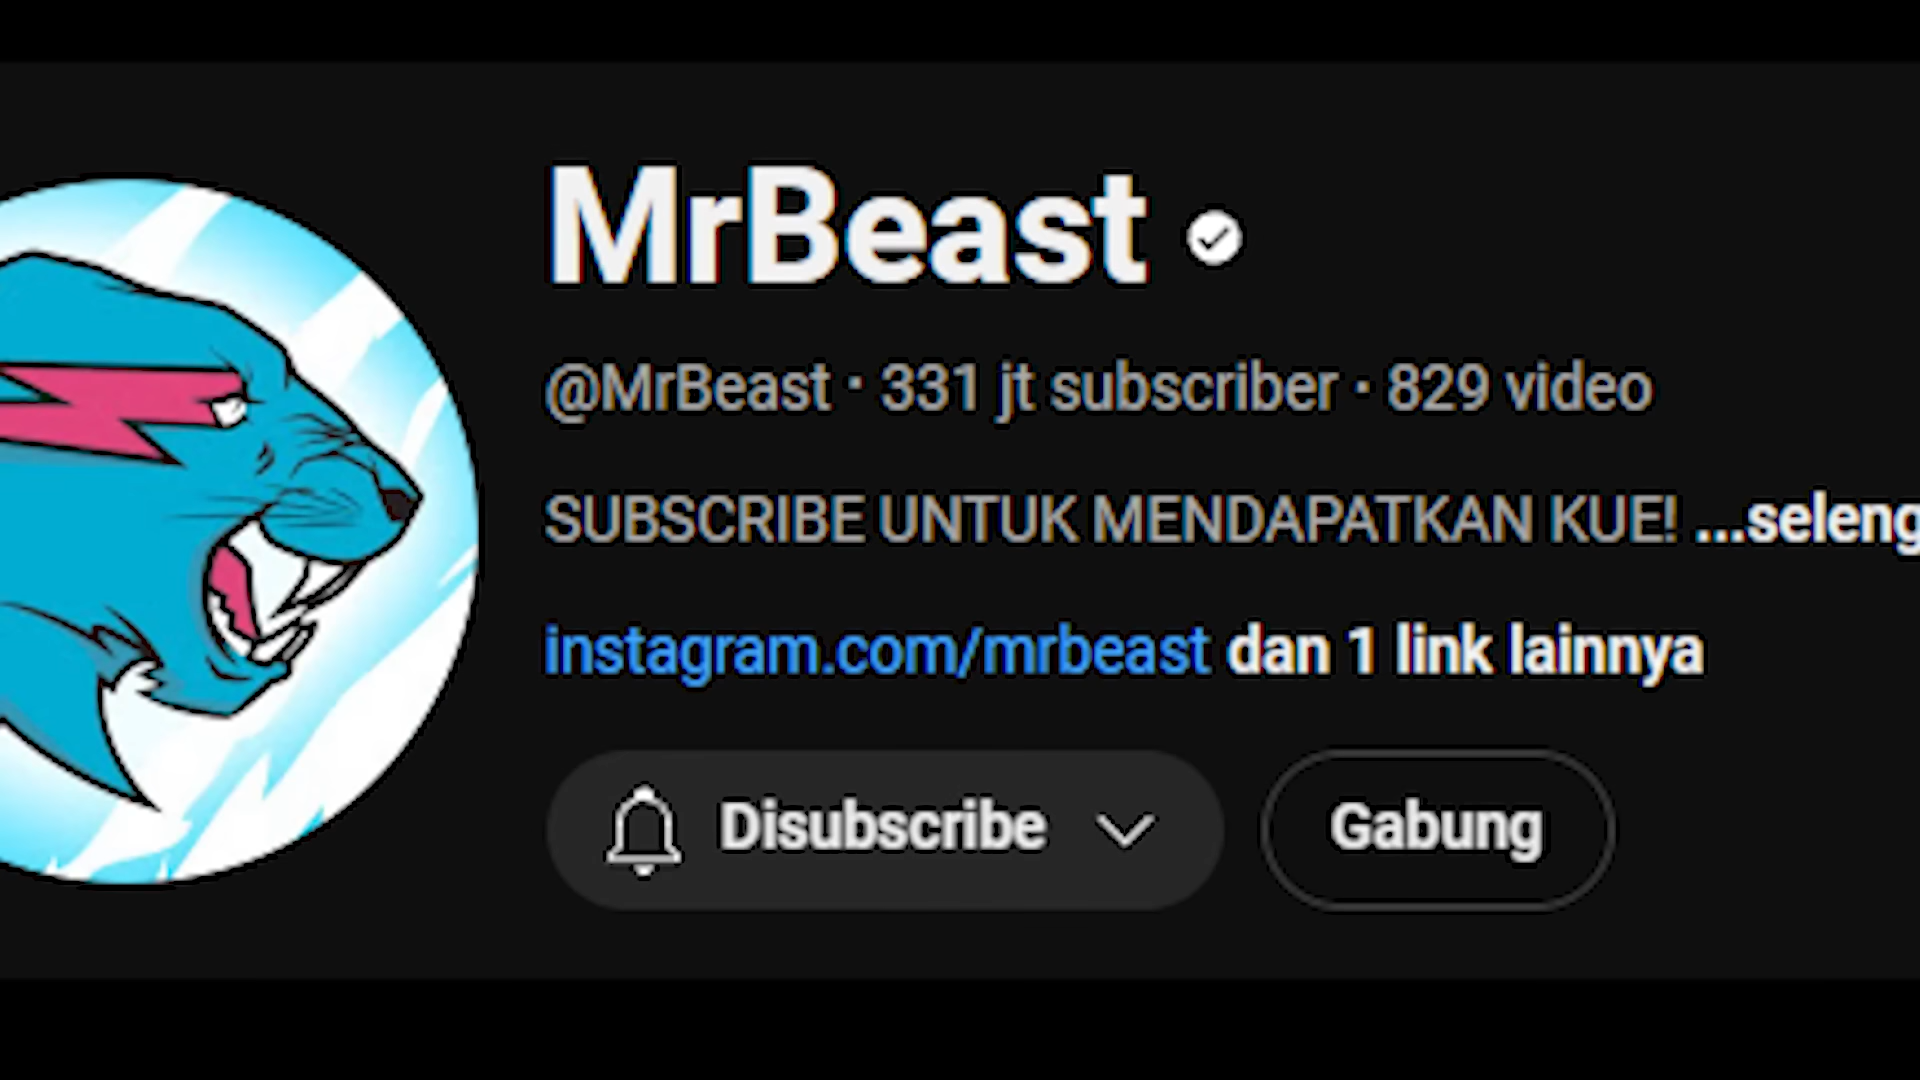 MrBeast
@MrBeast · 331 jt subscriber · 829 video
SUBSCRIBE UNTUK MENDAPATKAN KUE! ...seleng
instagram.com/mrbeast dan 1 link lainnya
Disubscribe
Gabung